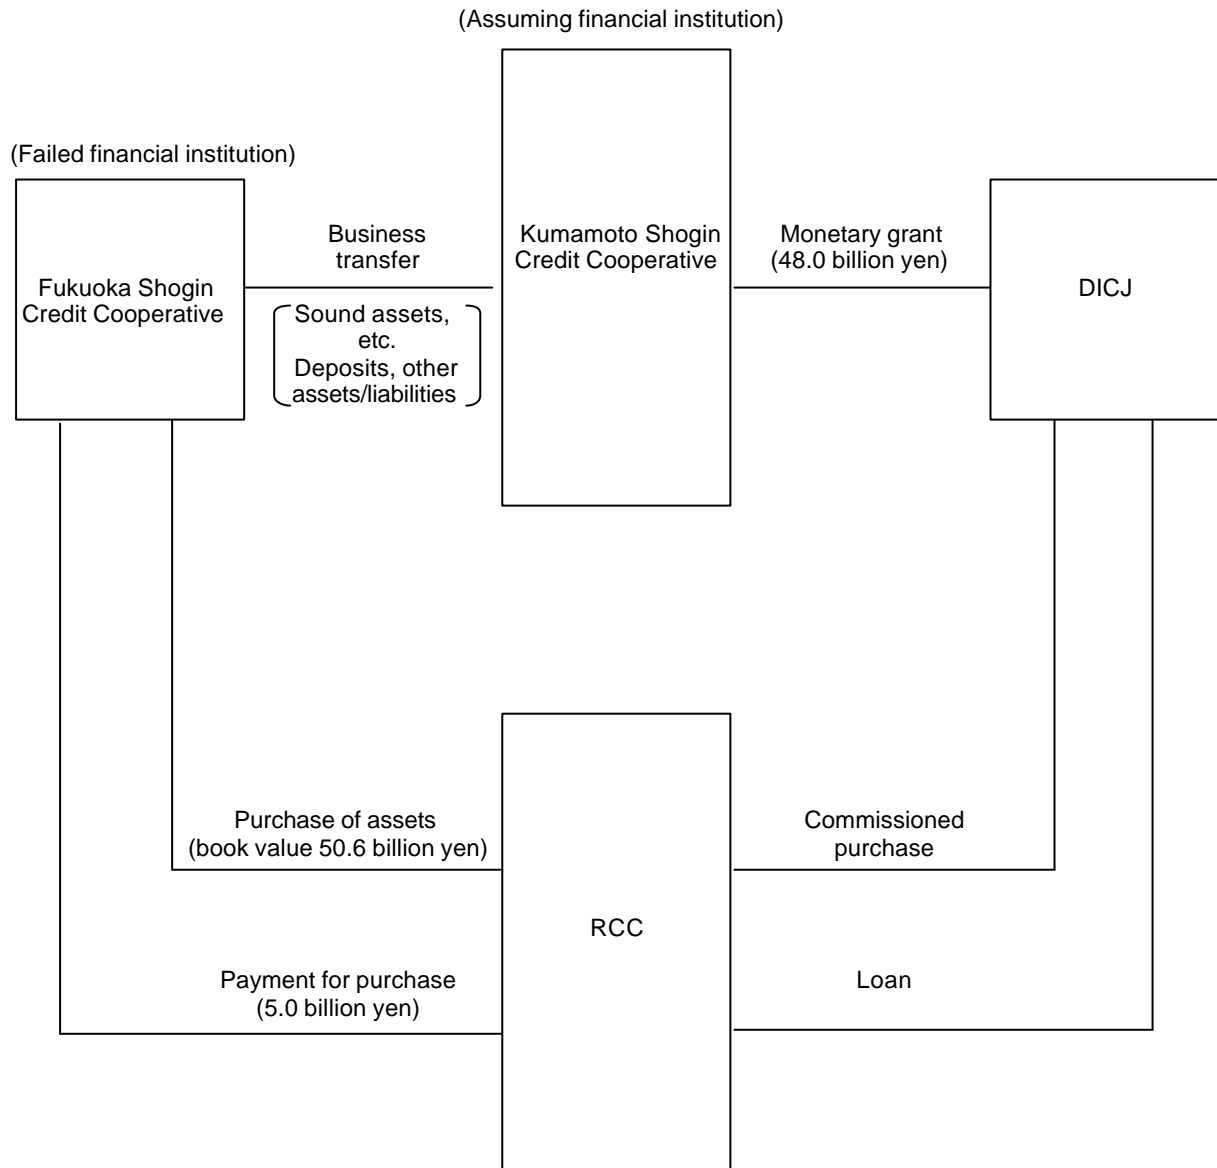 (Assuming financial institution)
(Failed financial institution)
Fukuoka Shogin
Credit Cooperative
Business
transfer
Sound assets,
etc.
Deposits, other
assets/liabilities
Kumamoto Shogin
Credit Cooperative
Monetary grant
(48.0 billion yen)
DICJ
Purchase of assets
(book value 50.6 billion yen)
Commissioned
purchase
RCC
Payment for purchase
(5.0 billion yen)
Loan